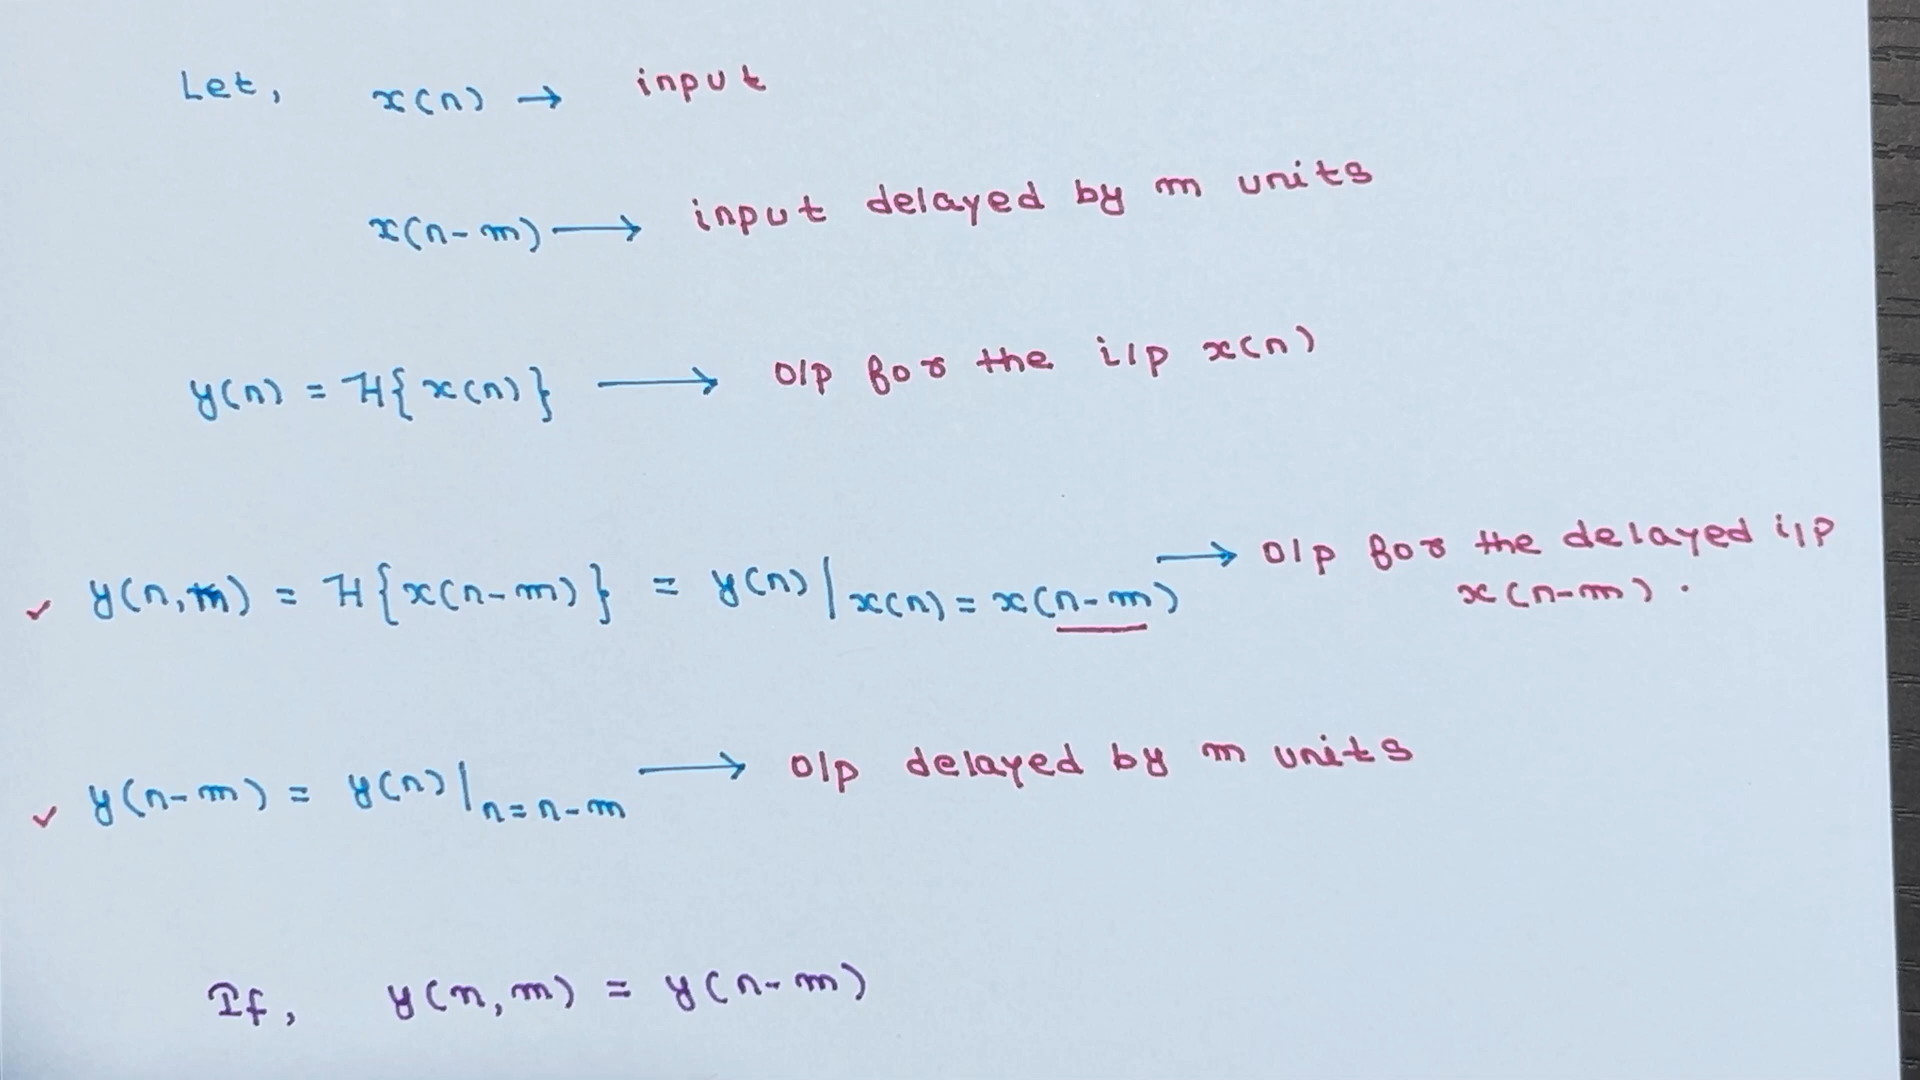 Let, x(n) → input
x(n-m) → input delayed by m units
y(n) = H{x(n)} → o/p for the i/p x(n)
✓ y(n,m) = H{x(n-m)} = y(n)|x(n) = x(n-m) → o/p for the delayed i/p
x(n-m).
✓ y(n-m) = y(n)|n=n-m → o/p delayed by m units
If, y(n,m) = y(n-m)